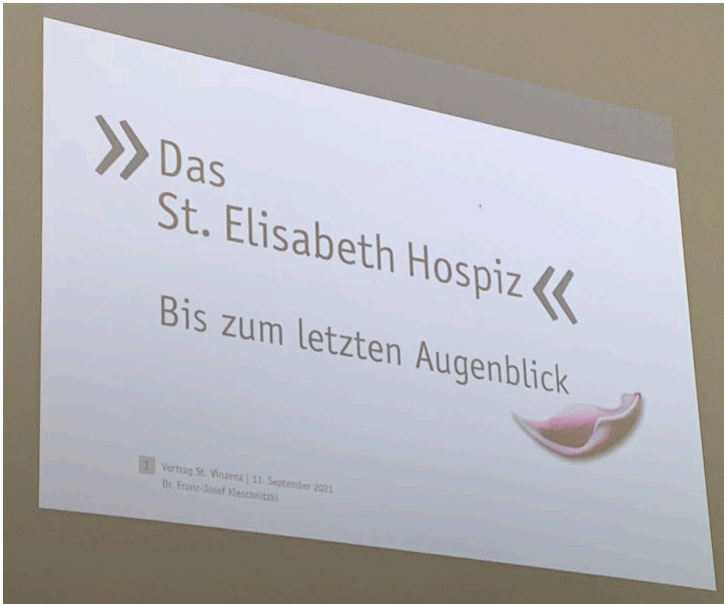 » Das
St. Elisabeth Hospiz «
Bis zum letzten Augenblick
1 Vortrag St. Vinzenz | 11. September 2021
Dr. Franz-Josef